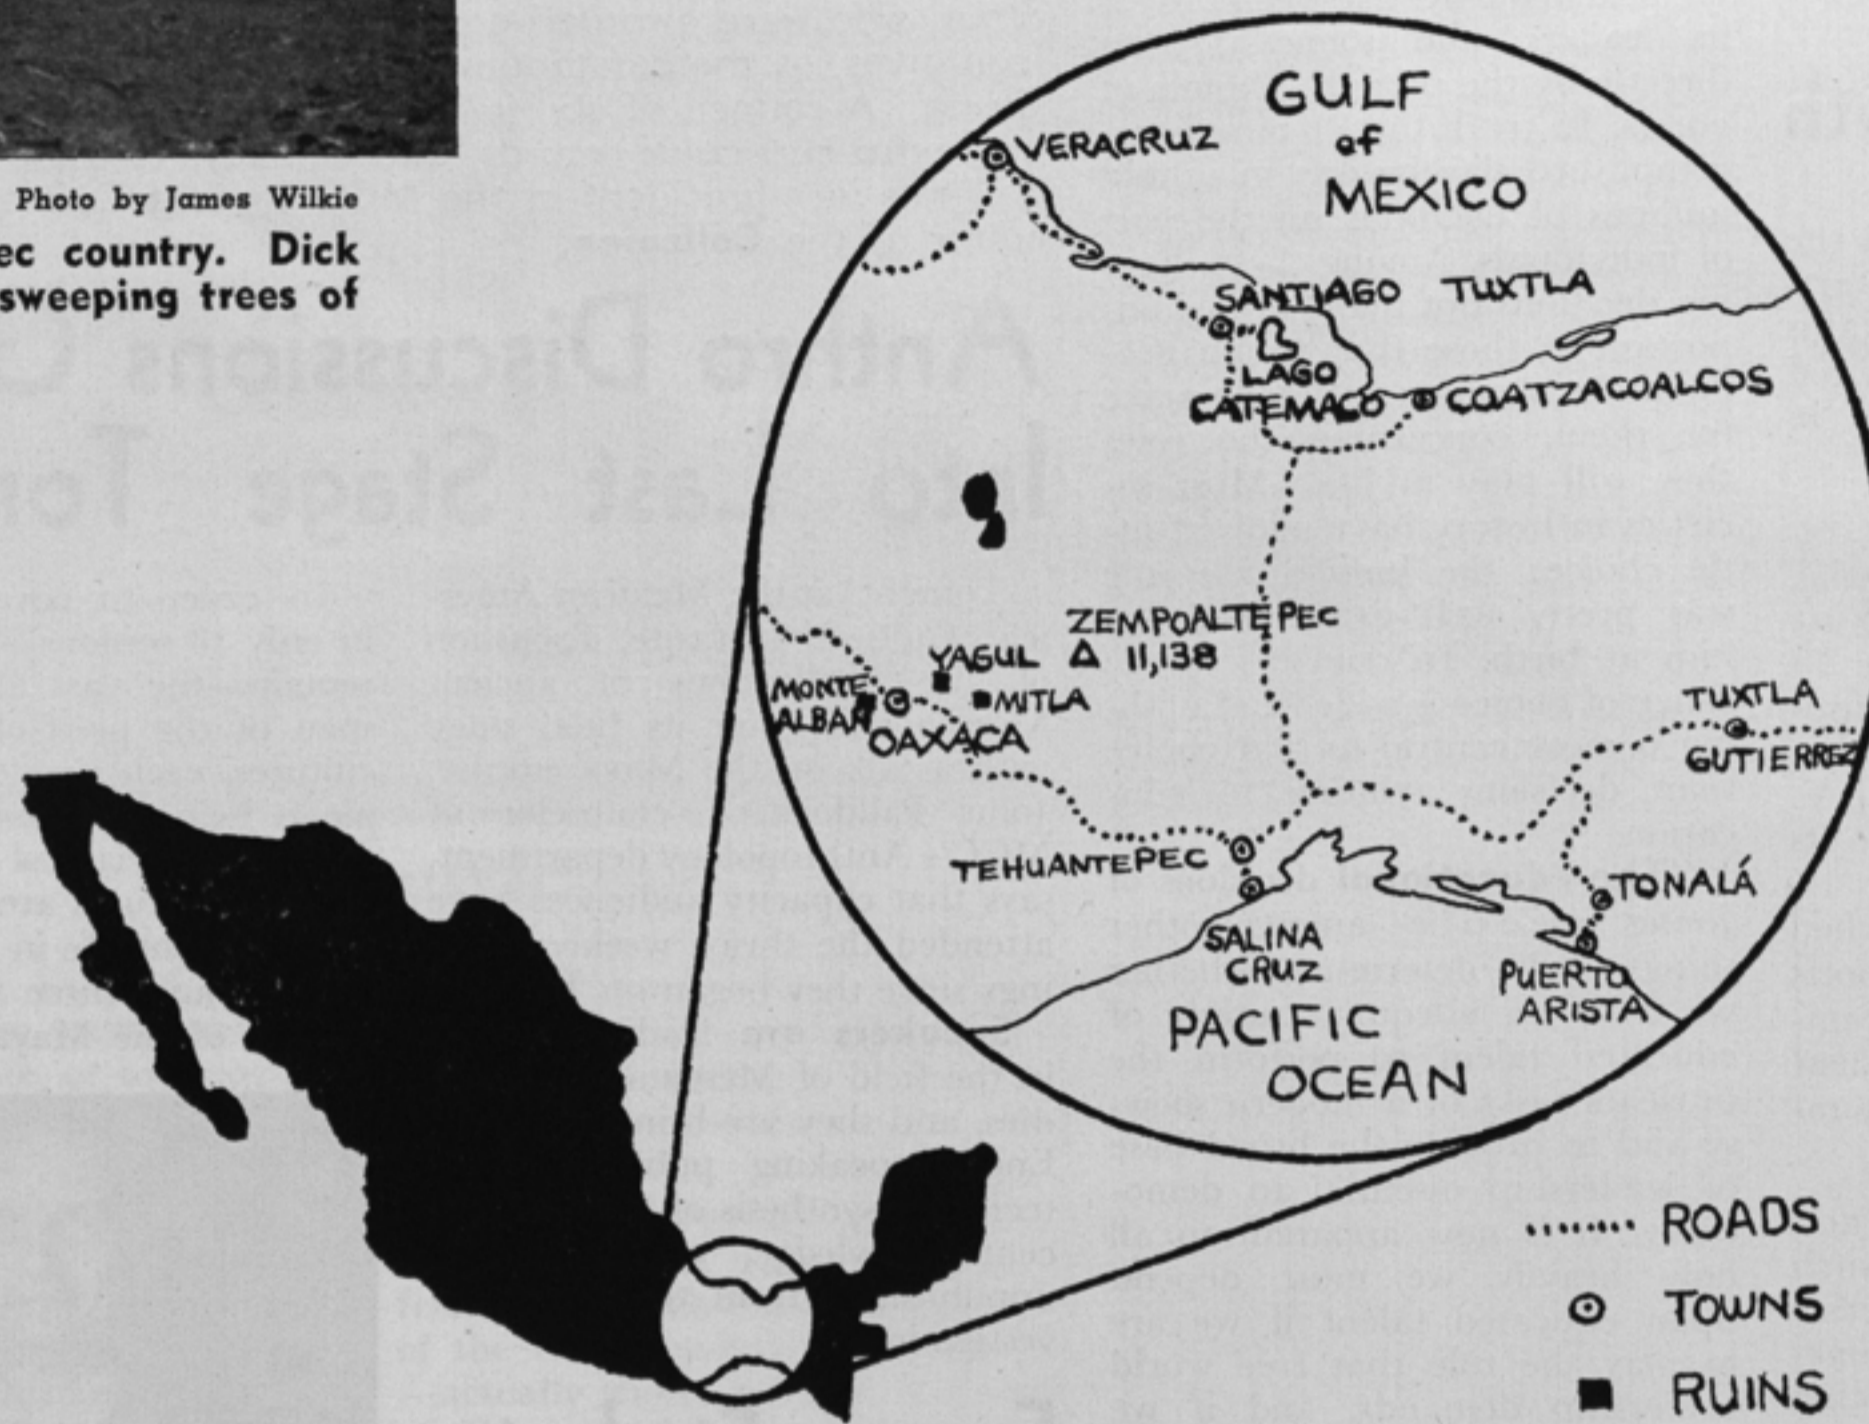 Photo by James Wilkie
ec country. Dick
sweeping trees of
GULF
of
MEXICO
VERACRUZ
SANTIAGO TUXTLA
LAGO
CATEMACO
COATZACOALCOS
ZEMPOALTEPEC
11,138
YAGUL
MITLA
MONTE
ALBAN
OAXACA
TUXTLA
GUTIERREZ
TEHUANTEPEC
TONALÁ
SALINA
CRUZ
PUERTO
ARISTA
PACIFIC
OCEAN
ROADS
TOWNS
RUINS